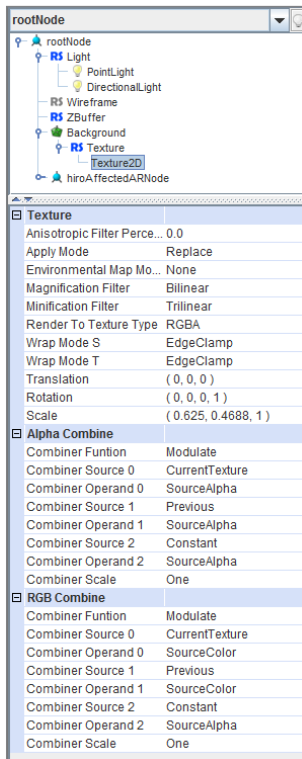 rootNode
rootNode
RS Light
PointLight
DirectionalLight
RS Wireframe
RS ZBuffer
Background
RS Texture
Texture2D
hiroAffectedARNode
Texture
Anisotropic Filter Perce... 0.0
Apply Mode Replace
Environmental Map Mo... None
Magnification Filter Bilinear
Minification Filter Trilinear
Render To Texture Type RGBA
Wrap Mode S EdgeClamp
Wrap Mode T EdgeClamp
Translation ( 0, 0, 0 )
Rotation ( 0, 0, 0, 1 )
Scale ( 0.625, 0.4688, 1 )
Alpha Combine
Combiner Funtion Modulate
Combiner Source 0 CurrentTexture
Combiner Operand 0 SourceAlpha
Combiner Source 1 Previous
Combiner Operand 1 SourceAlpha
Combiner Source 2 Constant
Combiner Operand 2 SourceAlpha
Combiner Scale One
RGB Combine
Combiner Funtion Modulate
Combiner Source 0 CurrentTexture
Combiner Operand 0 SourceColor
Combiner Source 1 Previous
Combiner Operand 1 SourceColor
Combiner Source 2 Constant
Combiner Operand 2 SourceAlpha
Combiner Scale One